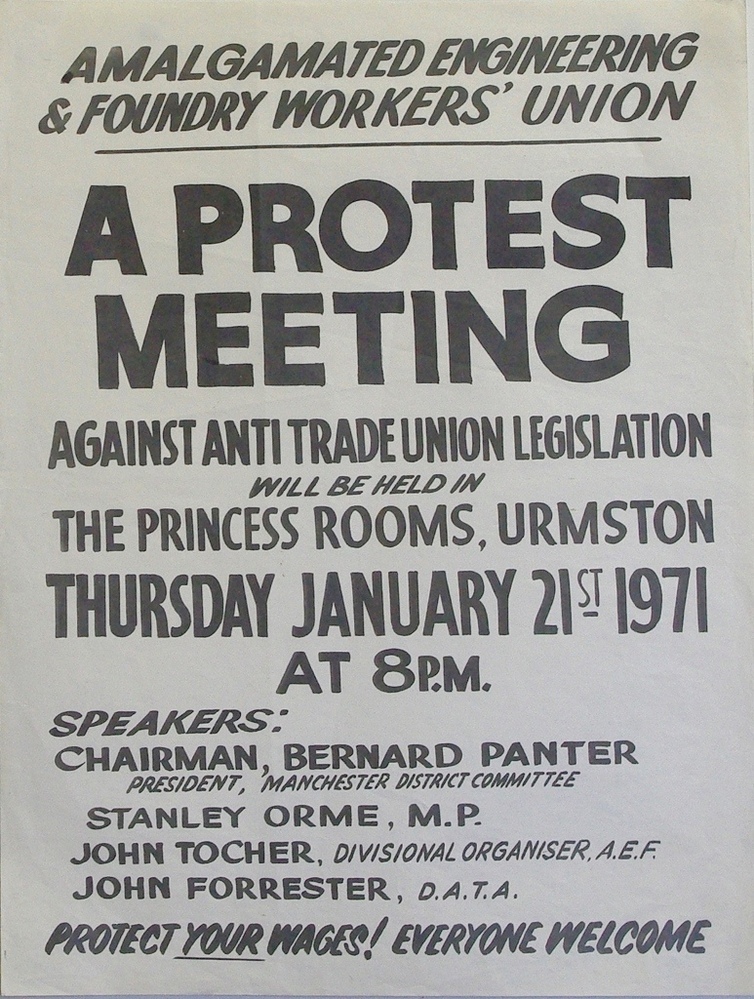 AMALGAMATED ENGINEERING
& FOUNDRY WORKERS' UNION
A PROTEST
MEETING
AGAINST ANTI TRADE UNION LEGISLATION
WILL BE HELD IN
THE PRINCESS ROOMS, URMSTON
THURSDAY JANUARY 21ST 1971
AT 8P.M.
SPEAKERS:
CHAIRMAN, BERNARD PANTER
PRESIDENT, MANCHESTER DISTRICT COMMITTEE
STANLEY ORME, M.P.
JOHN TOCHER, DIVISIONAL ORGANISER, A.E.F.
JOHN FORRESTER, D.A.T.A.
PROTECT YOUR WAGES! EVERYONE WELCOME